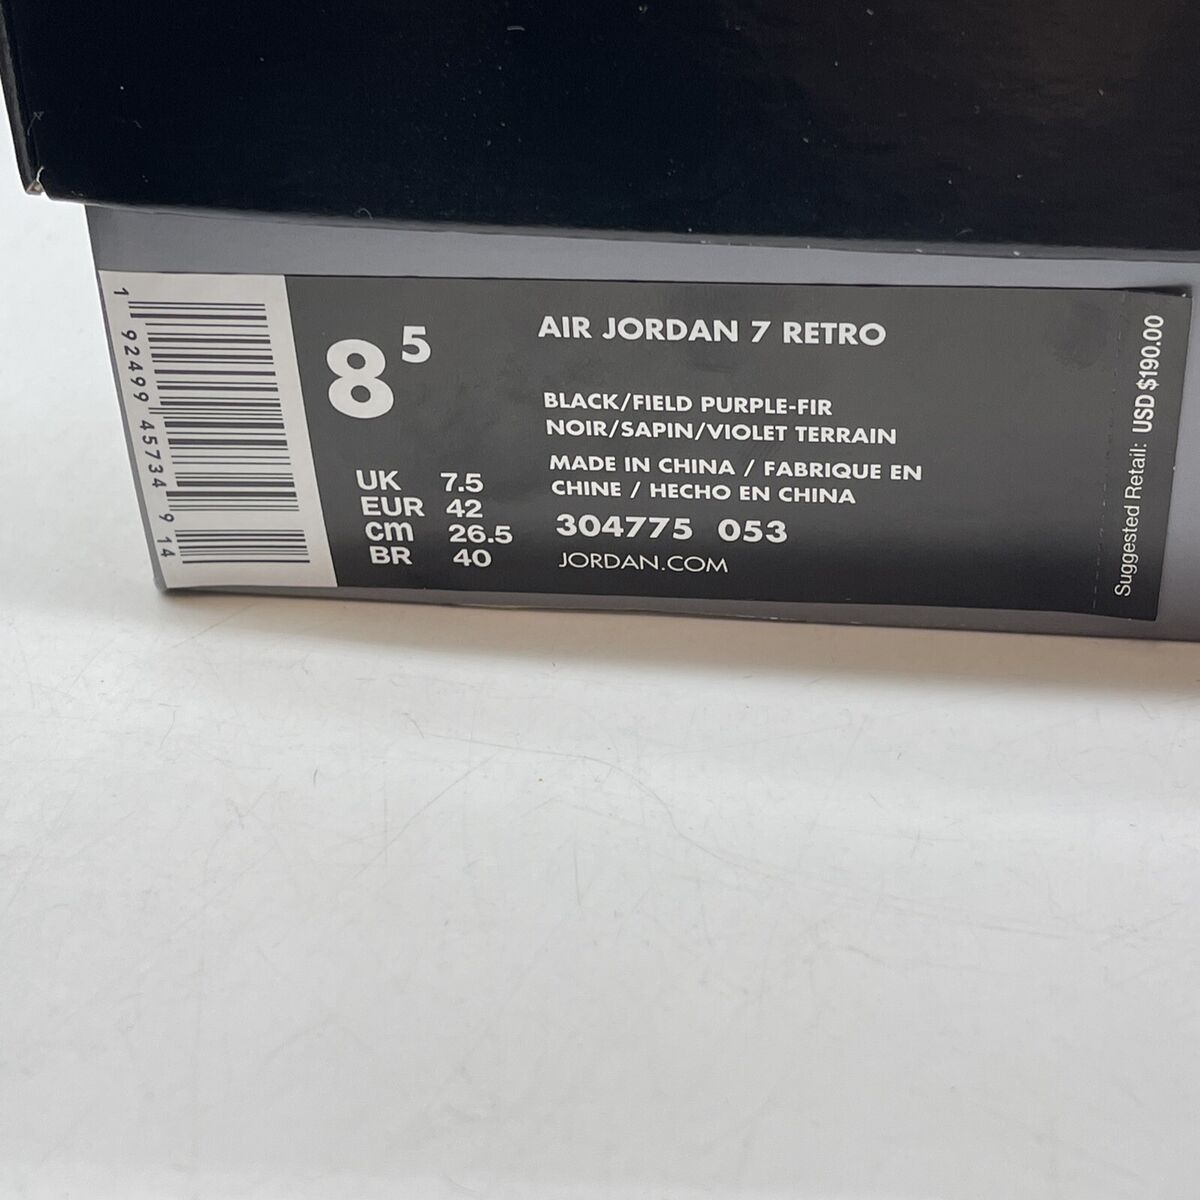 1 92499 45734 9 14
8 5
UK 7.5
EUR 42
cm 26.5
BR 40
AIR JORDAN 7 RETRO
BLACK/FIELD PURPLE-FIR
NOIR/SAPIN/VIOLET TERRAIN
MADE IN CHINA / FABRIQUE EN
CHINE / HECHO EN CHINA
304775 053
JORDAN.COM
Suggested Retail: USD $190.00